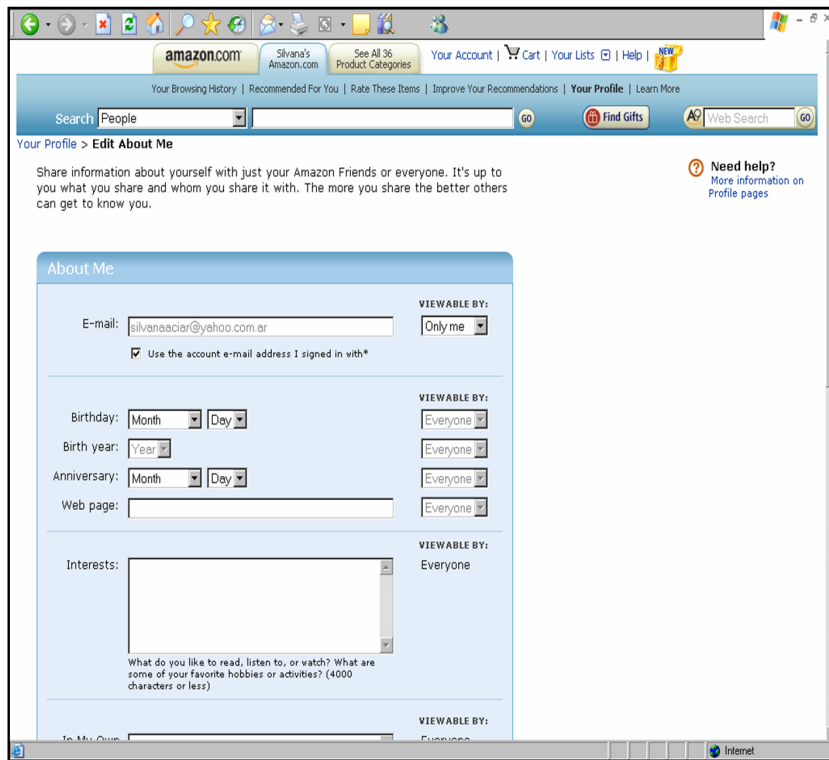 amazon.com
Silvana's
Amazon.com
See All 36
Product Categories
Your Account | Cart | Your Lists | Help |
NEW
Your Browsing History | Recommended For You | Rate These Items | Improve Your Recommendations | Your Profile | Learn More
Search People GO Find Gifts A9 Web Search GO
Your Profile > Edit About Me
Share information about yourself with just your Amazon Friends or everyone. It's up to
you what you share and whom you share it with. The more you share the better others
can get to know you.
Need help?
More information on
Profile pages
About Me
VIEWABLE BY:
E-mail: silvanaaciar@yahoo.com.ar Only me
Use the account e-mail address I signed in with*
VIEWABLE BY:
Birthday: Month Day Everyone
Birth year: Year Everyone
Anniversary: Month Day Everyone
Web page: Everyone
VIEWABLE BY:
Interests: Everyone
What do you like to read, listen to, or watch? What are
some of your favorite hobbies or activities? (4000
characters or less)
VIEWABLE BY:
In My Own Everyone
Internet